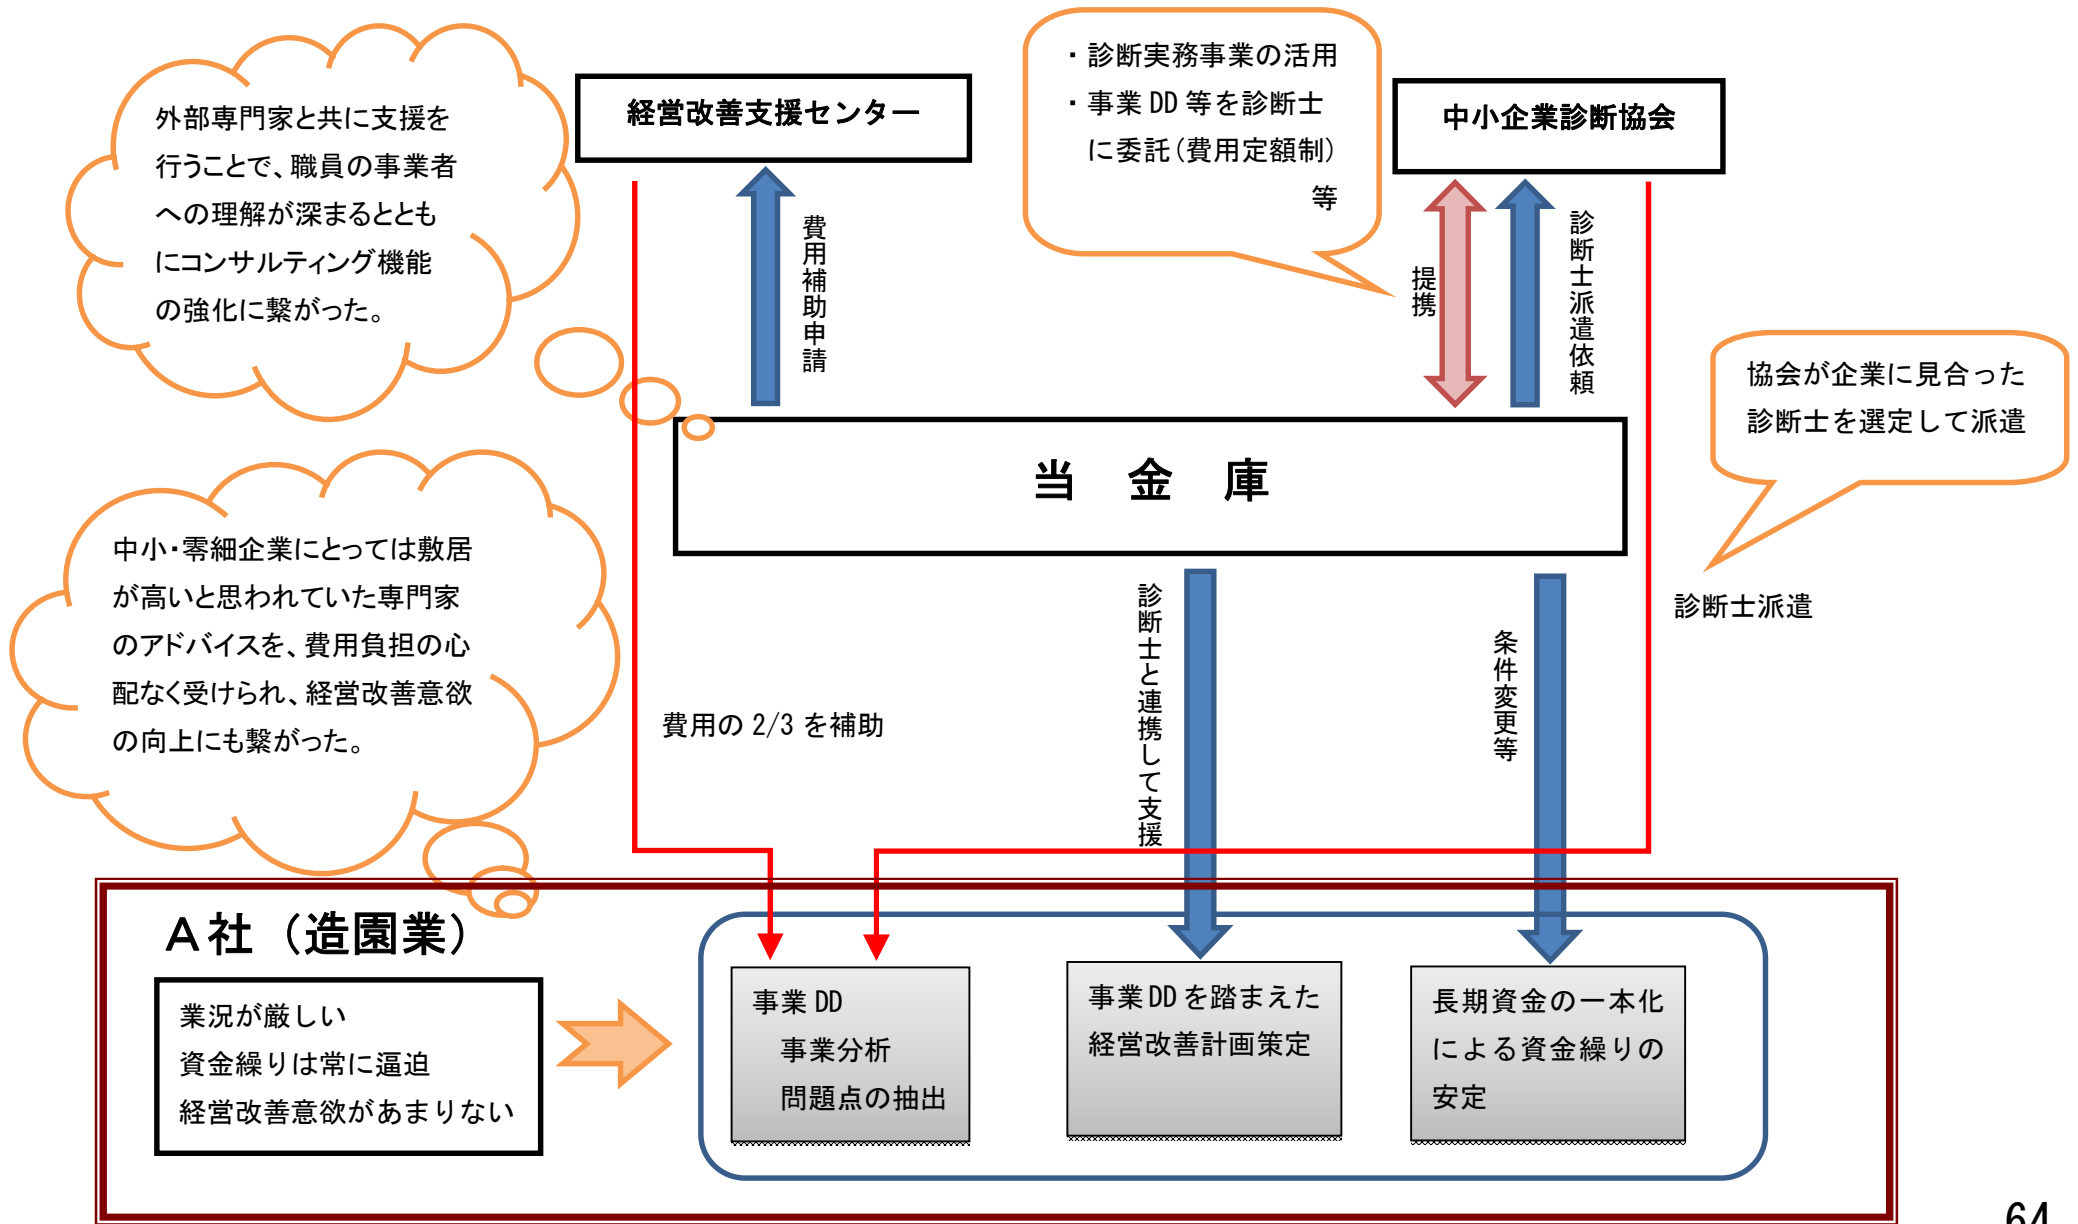 外部専門家と共に支援を
行うことで、職員の事業者
への理解が深まるととも
にコンサルティング機能
の強化に繋がった。
経営改善支援センター
・診断実務事業の活用
・事業 DD 等を診断士
に委託(費用定額制)
等
中小企業診断協会
費用補助申請
提携
診断士派遣依頼
協会が企業に見合った
診断士を選定して派遣
当 金 庫
中小・零細企業にとっては敷居
が高いと思われていた専門家
のアドバイスを、費用負担の心
配なく受けられ、経営改善意欲
の向上にも繋がった。
費用の 2/3 を補助
診断士と連携して支援
条件変更等
診断士派遣
A社(造園業)
業況が厳しい
資金繰りは常に逼迫
経営改善意欲があまりない
事業 DD
事業分析
問題点の抽出
事業 DD を踏まえた
経営改善計画策定
長期資金の一本化
による資金繰りの
安定
64